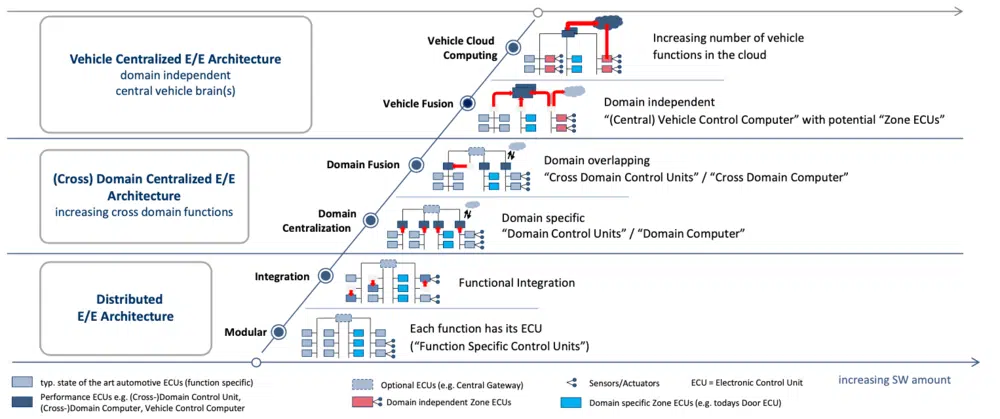 Vehicle Centralized E/E Architecture
domain independent
central vehicle brain(s)
Vehicle Cloud
Computing
Increasing number of vehicle
functions in the cloud
Vehicle Fusion
Domain independent
“(Central) Vehicle Control Computer” with potential “Zone ECUs”
(Cross) Domain Centralized E/E
Architecture
increasing cross domain functions
Domain Fusion
Domain overlapping
“Cross Domain Control Units” / “Cross Domain Computer”
Domain
Centralization
Domain specific
“Domain Control Units” / “Domain Computer”
Distributed
E/E Architecture
Integration
Functional Integration
Modular
Each function has its ECU
(“Function Specific Control Units”)
increasing SW amount
typ. state of the art automotive ECUs (function specific)
Performance ECUs e.g. (Cross-)Domain Control Unit,
(Cross-)Domain Computer, Vehicle Control Computer
Optional ECUs (e.g. Central Gateway)
Domain independent Zone ECUs
Sensors/Actuators
ECU = Electronic Control Unit
Domain specific Zone ECUs (e.g. todays Door ECU)